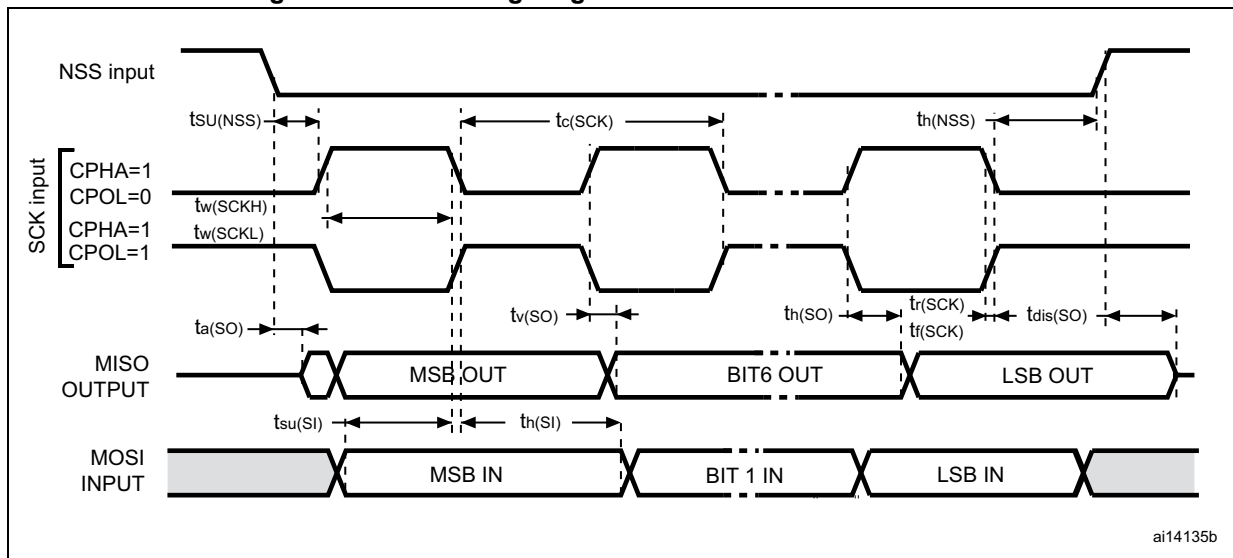 NSS input
tSU(NSS)
tc(SCK)
th(NSS)
SCK input
CPHA=1
CPOL=0
tw(SCKH)
CPHA=1
tw(SCKL)
CPOL=1
ta(SO)
tv(SO)
th(SO)
tr(SCK)
tf(SCK)
tdis(SO)
MISO
OUTPUT
MSB OUT
BIT6 OUT
LSB OUT
tsu(SI)
th(SI)
MOSI
INPUT
MSB IN
BIT 1 IN
LSB IN
ai14135b